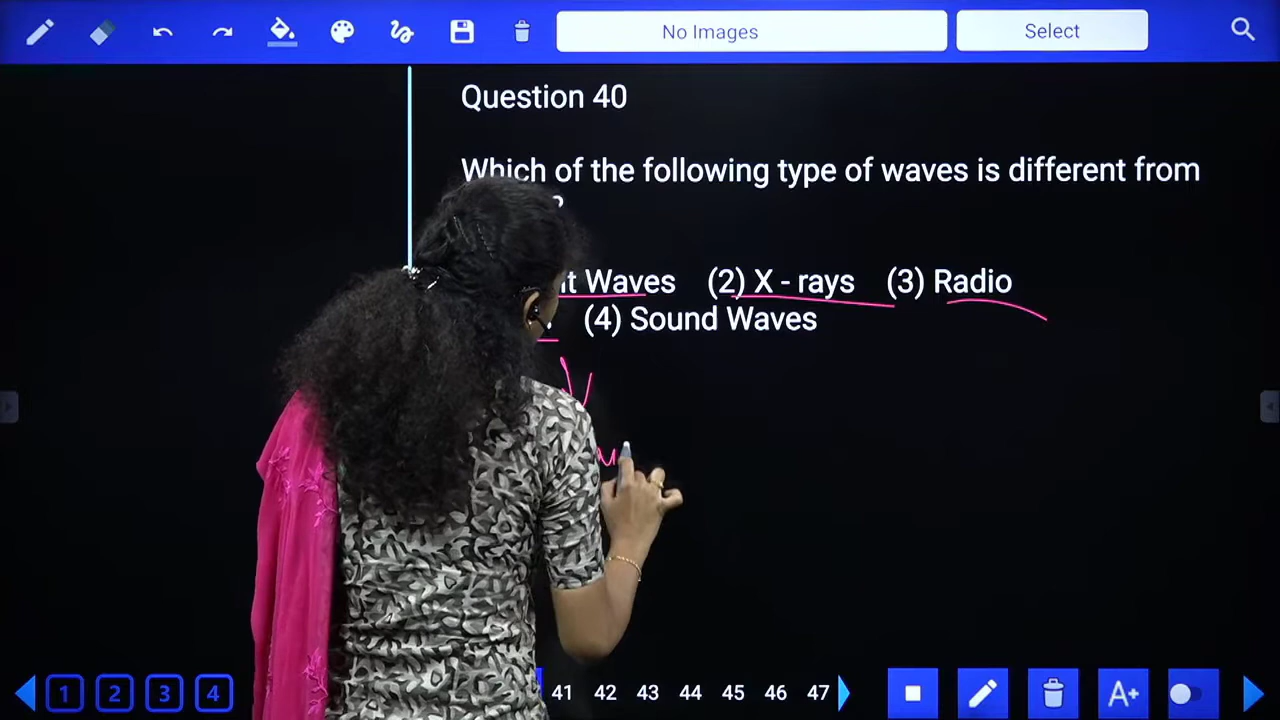 No Images
Select
Question 40
Which of the following type of waves is different from
Waves (2) X - rays (3) Radio
(4) Sound Waves
1 2 3 4
41 42 43 44 45 46 47
A+